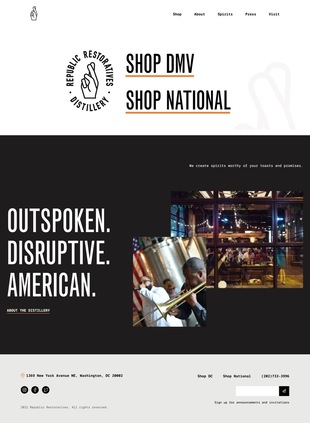 Shop About Spirits Press Visit
REPUBLIC RESTORATIVES
DISTILLERY
SHOP DMV
SHOP NATIONAL
We create spirits worthy of your toasts and promises.
OUTSPOKEN.
DISRUPTIVE.
AMERICAN.
ABOUT THE DISTILLERY
1369 New York Avenue NE, Washington, DC 20002
Shop DC Shop National (202)733-3996
Sign up for announcements and invitations
2021 Republic Restoratives. All rights reserved.